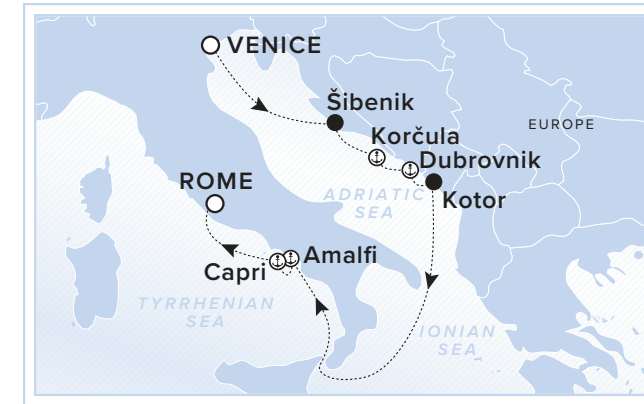 VENICE
Šibenik
EUROPE
Korčula
Dubrovnik
ROME
ADRIATIC
SEA
Kotor
Amalfi
Capri
TYRRHENIAN
SEA
IONIAN
SEA